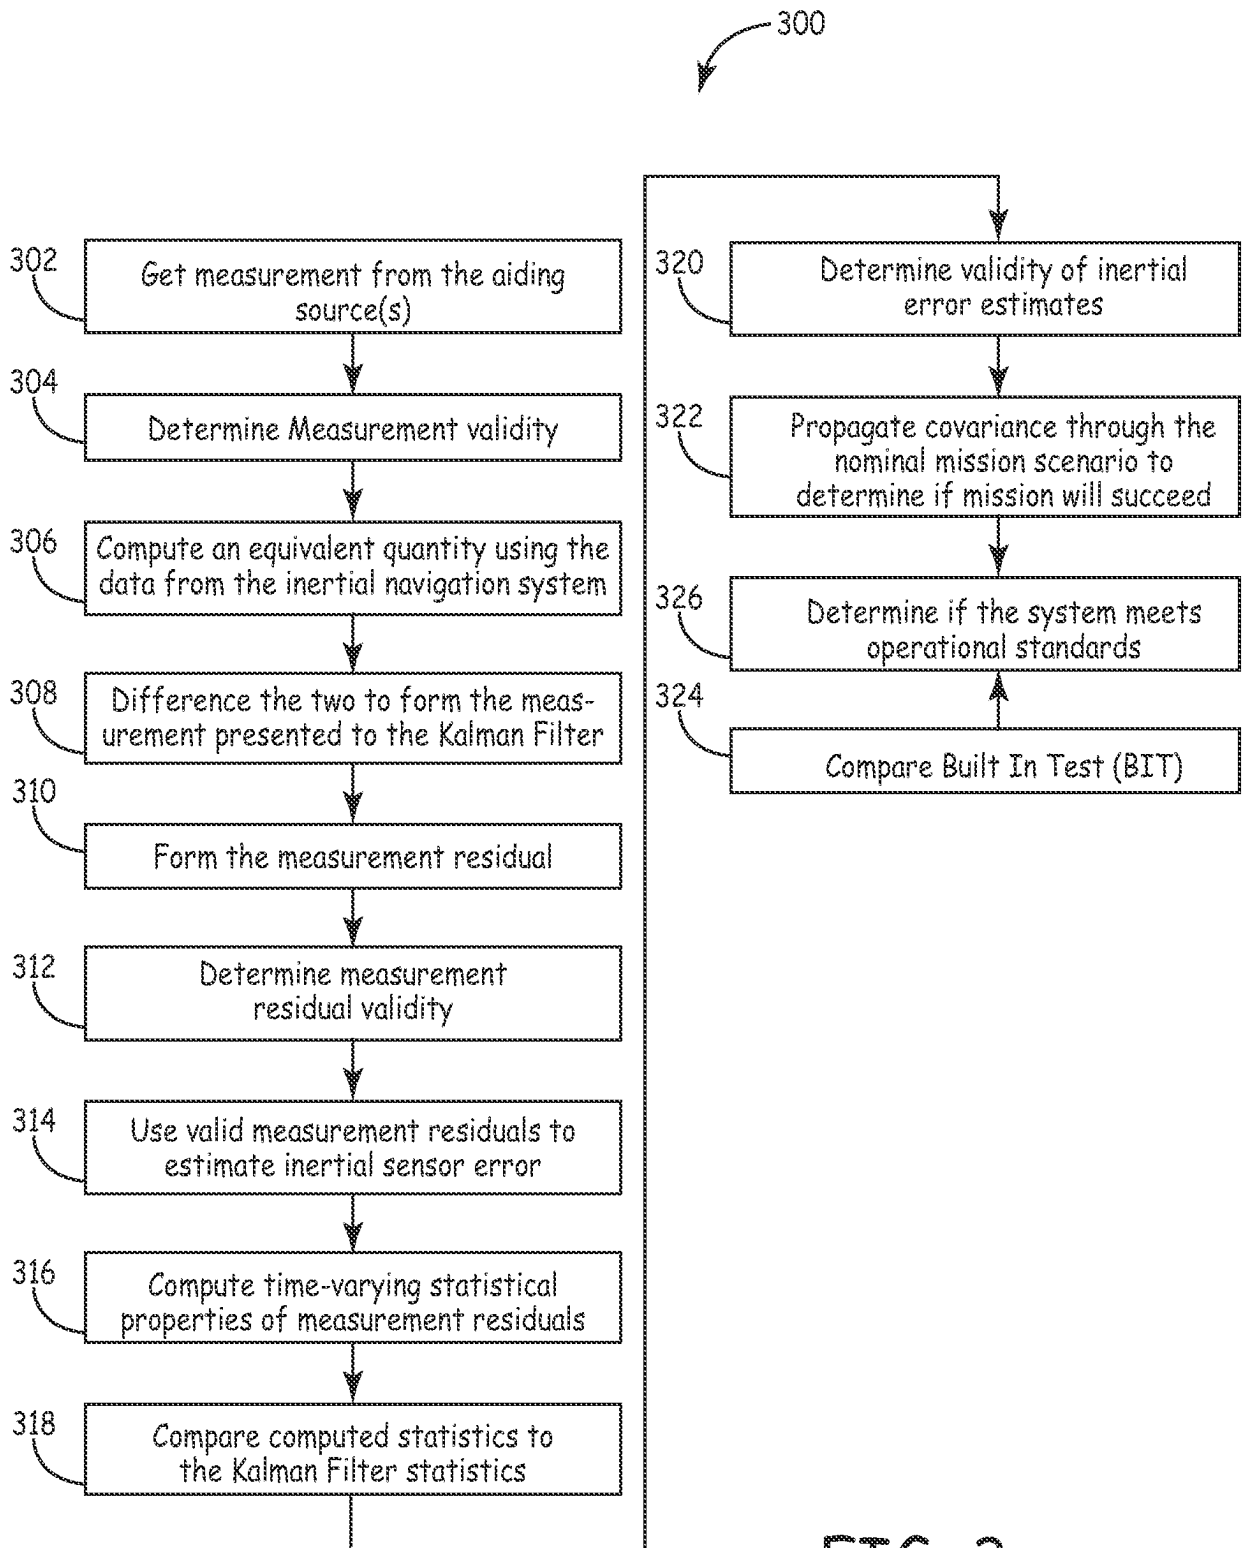 300
302
Get measurement from the aiding
source(s)
304
Determine Measurement validity
306
Compute an equivalent quantity using the
data from the inertial navigation system
308
Difference the two to form the meas-
urement presented to the Kalman Filter
310
Form the measurement residual
312
Determine measurement
residual validity
314
Use valid measurement residuals to
estimate inertial sensor error
316
Compute time-varying statistical
properties of measurement residuals
318
Compare computed statistics to
the Kalman Filter statistics
320
Determine validity of inertial
error estimates
322
Propagate covariance through the
nominal mission scenario to
determine if mission will succeed
326
Determine if the system meets
operational standards
324
Compare Built In Test (BIT)